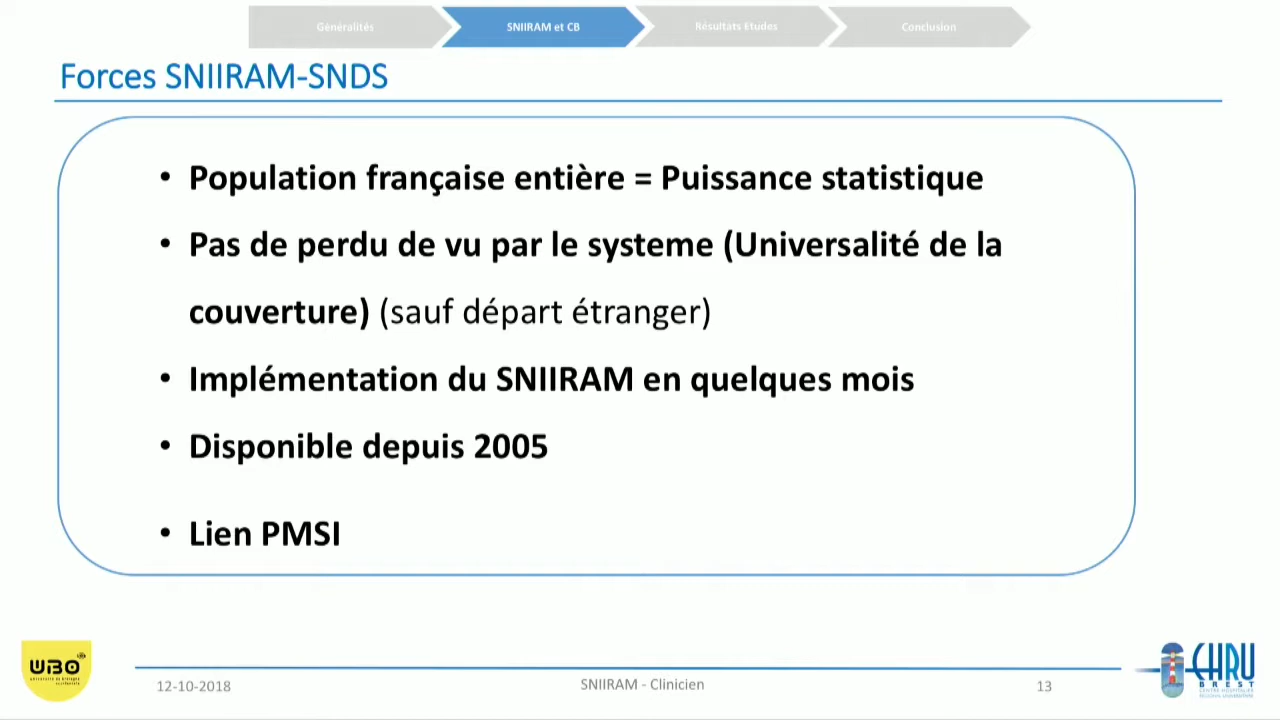 Généralités
SNIIRAM et CB
Résultats Etudes
Conclusion
Forces SNIIRAM-SNDS
• Population française entière = Puissance statistique
• Pas de perdu de vu par le systeme (Universalité de la
couverture) (sauf départ étranger)
• Implémentation du SNIIRAM en quelques mois
• Disponible depuis 2005
• Lien PMSI
UBO
12-10-2018
SNIIRAM - Clinicien
13
CHRU
BREST